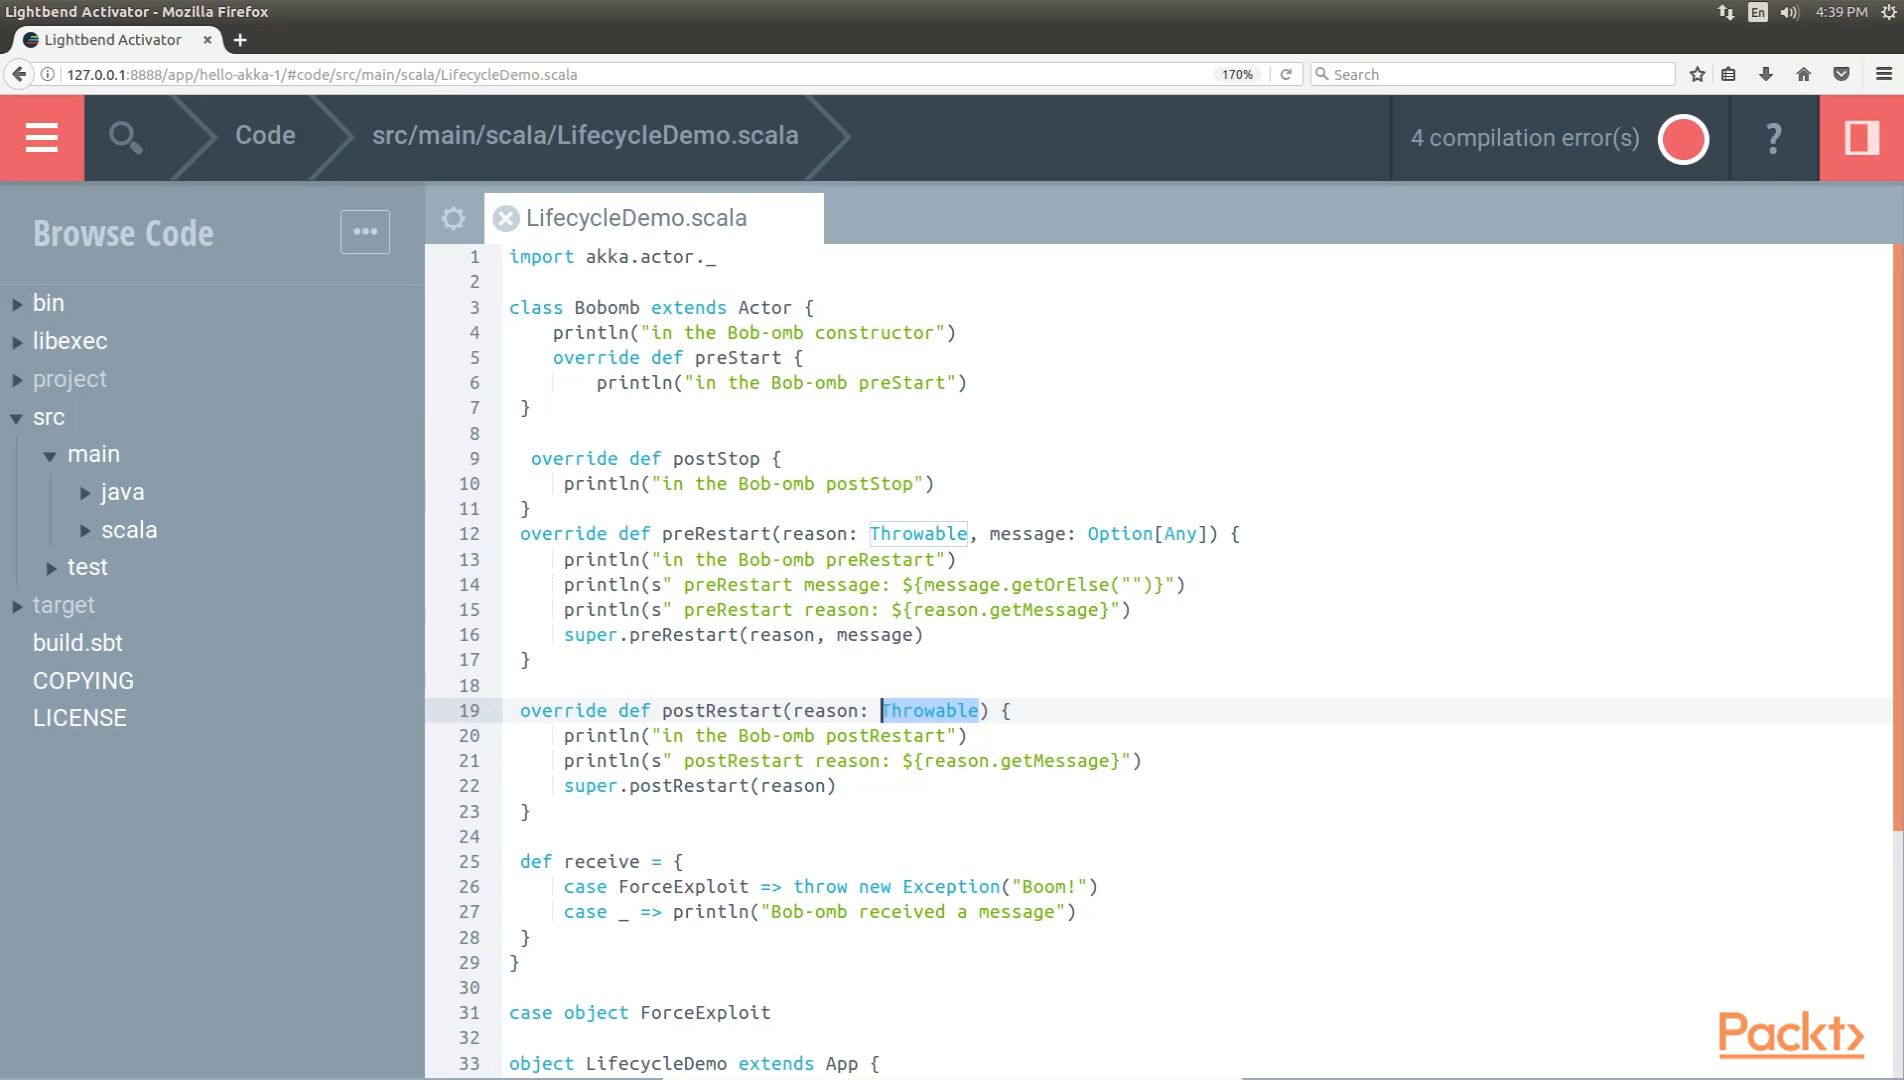 Lightbend Activator - Mozilla Firefox
En
4:39 PM
Lightbend Activator
127.0.0.1:8888/app/hello-akka-1/#code/src/main/scala/LifecycleDemo.scala
170%
Search
Code
src/main/scala/LifecycleDemo.scala
4 compilation error(s)
?
Browse Code
LifecycleDemo.scala
bin
libexec
project
src
main
java
scala
test
target
build.sbt
COPYING
LICENSE
1 import akka.actor._
2
3 class Bobomb extends Actor {
4 println("in the Bob-omb constructor")
5 override def preStart {
6 println("in the Bob-omb preStart")
7 }
8
9 override def postStop {
10 println("in the Bob-omb postStop")
11 }
12 override def preRestart(reason: Throwable, message: Option[Any]) {
13 println("in the Bob-omb preRestart")
14 println(s" preRestart message: ${message.getOrElse("")}")
15 println(s" preRestart reason: ${reason.getMessage}")
16 super.preRestart(reason, message)
17 }
18
19 override def postRestart(reason: Throwable) {
20 println("in the Bob-omb postRestart")
21 println(s" postRestart reason: ${reason.getMessage}")
22 super.postRestart(reason)
23 }
24
25 def receive = {
26 case ForceExploit => throw new Exception("Boom!")
27 case _ => println("Bob-omb received a message")
28 }
29 }
30
31 case object ForceExploit
32
33 object LifecycleDemo extends App {
Packt>